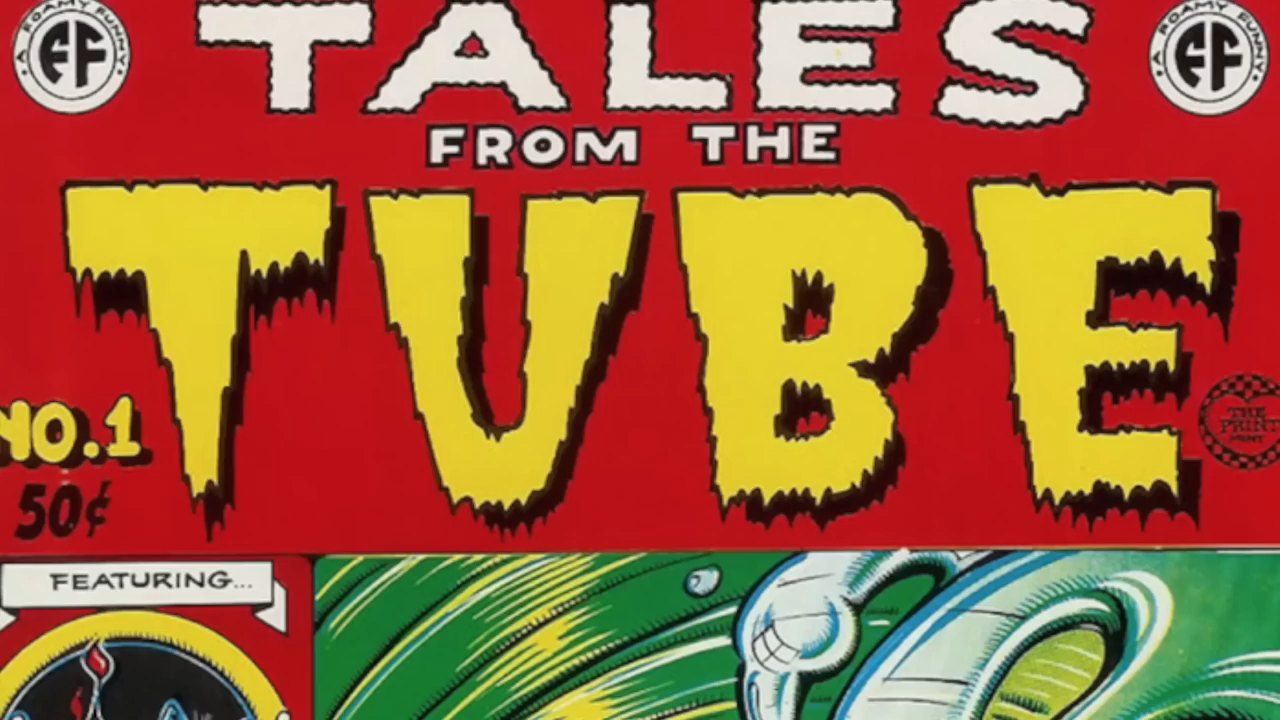 A FOAMY FUNNY
EF
TALES
A FOAMY FUNNY
EF
FROM THE
TUBE
NO.1
50¢
THE
PRINT
MINT
FEATURING...